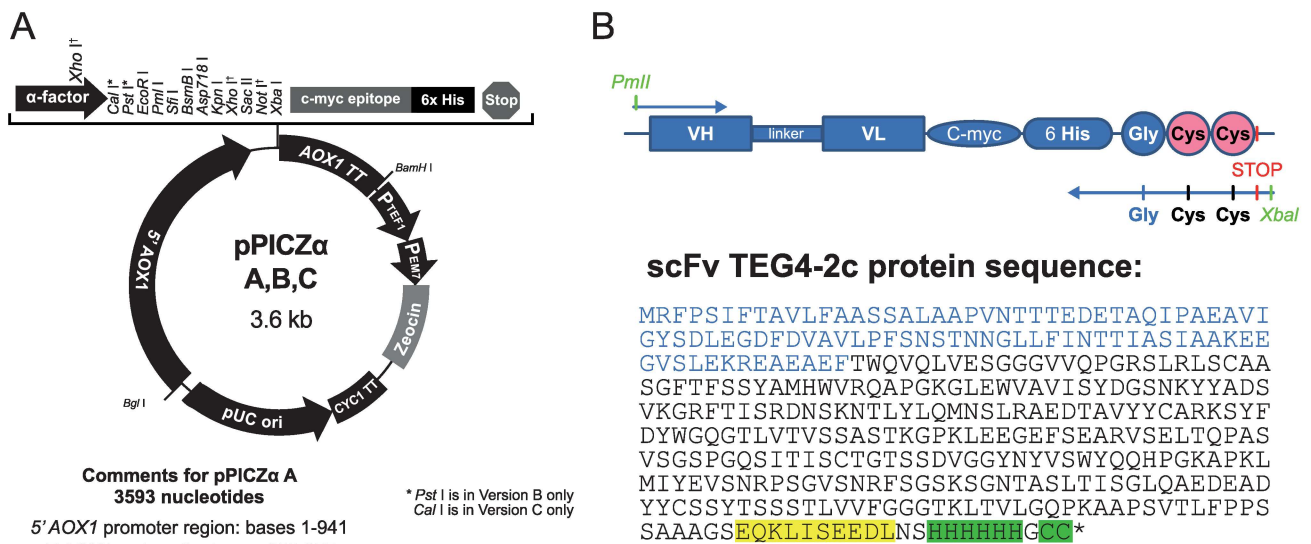 A
Xho I†
Cal I*
Pst I*
EcoR I
Pml I
Sfi I
BsmB I
Asp718 I
Kpn I
Xho I†
Sac II
Not I†
Xba I
α-factor
c-myc epitope
6x His
Stop
AOX1 TT
BamH I
PTEF1
PEM7
Zeocin
CYC1 TT
pUC ori
Bgl I
5' AOX1
pPICZα
A,B,C
3.6 kb
Comments for pPICZα A
3593 nucleotides
5' AOX1 promoter region: bases 1-941
* Pst I is in Version B only
Cal I is in Version C only
B
PmlI
VH
linker
VL
C-myc
6 His
Gly
Cys
Cys
STOP
Gly
Cys
Cys
XbaI
scFv TEG4-2c protein sequence:
MRFPSIFTAVLFAASSALAAPVNTTTEDETAQIPAEAVI
GYSDLEGDFDVAVLPFSNSTNNGLLFINTTIASIAAKEE
GVSLEKREAEAEFTWQVQLVESGGGVVQPGRSLRLSCAA
SGFTFSSYAMHWVRQAPGKGLEWVAVISYDGSNKYYADS
VKGRFTISRDNSKNTLYLQMNSLRAEDTAVYYCARKSYF
DYWGQGTLVTVSSASTKGPKLEEGEFSEARVSELTQPAS
VSGSPGQSITISCTGTSSDVGGYNYVSWYQQHPGKAPKL
MIYEVSNRPSGVSNRFSGSKSGNTASLTISGLQAEDEAD
YYCSSYTSSSTLVVFGGGTKLTVLGQPKAAPSVTLFPPS
SAAAGSEQKLISEEDLNSHHHHHHGCC*